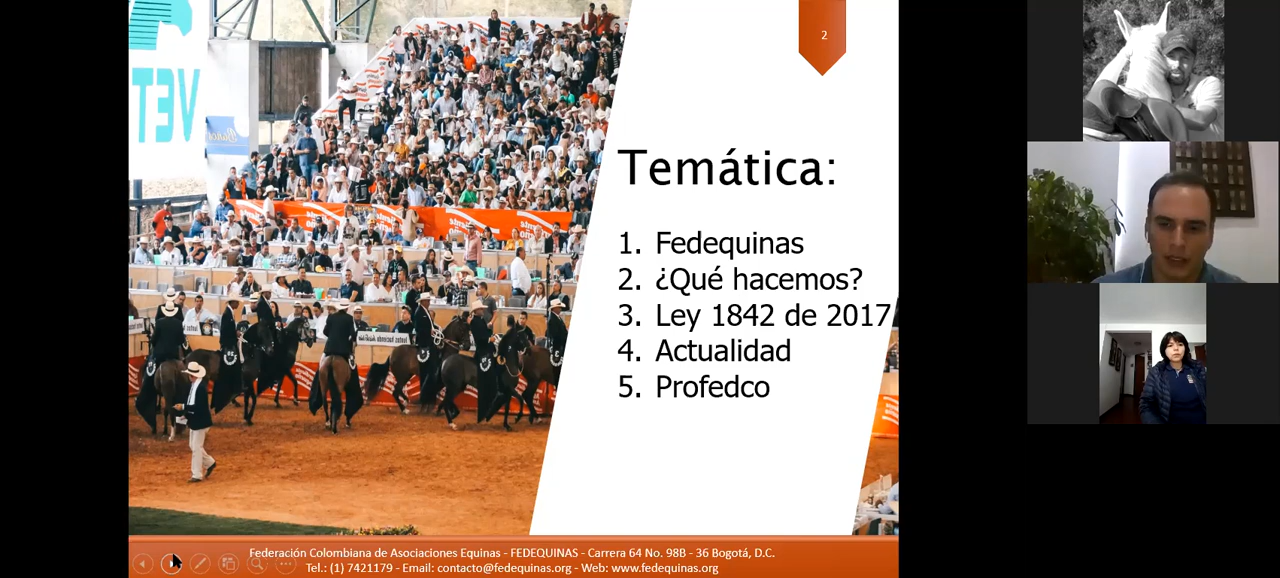 2
Temática:
1. Fedequinas
2. ¿Qué hacemos?
3. Ley 1842 de 2017
4. Actualidad
5. Profedco
VET
Federación Colombiana de Asociaciones Equinas - FEDEQUINAS - Carrera 64 No. 98B - 36 Bogotá, D.C.
Tel.: (1) 7421179 - Email: contacto@fedequinas.org - Web: www.fedequinas.org